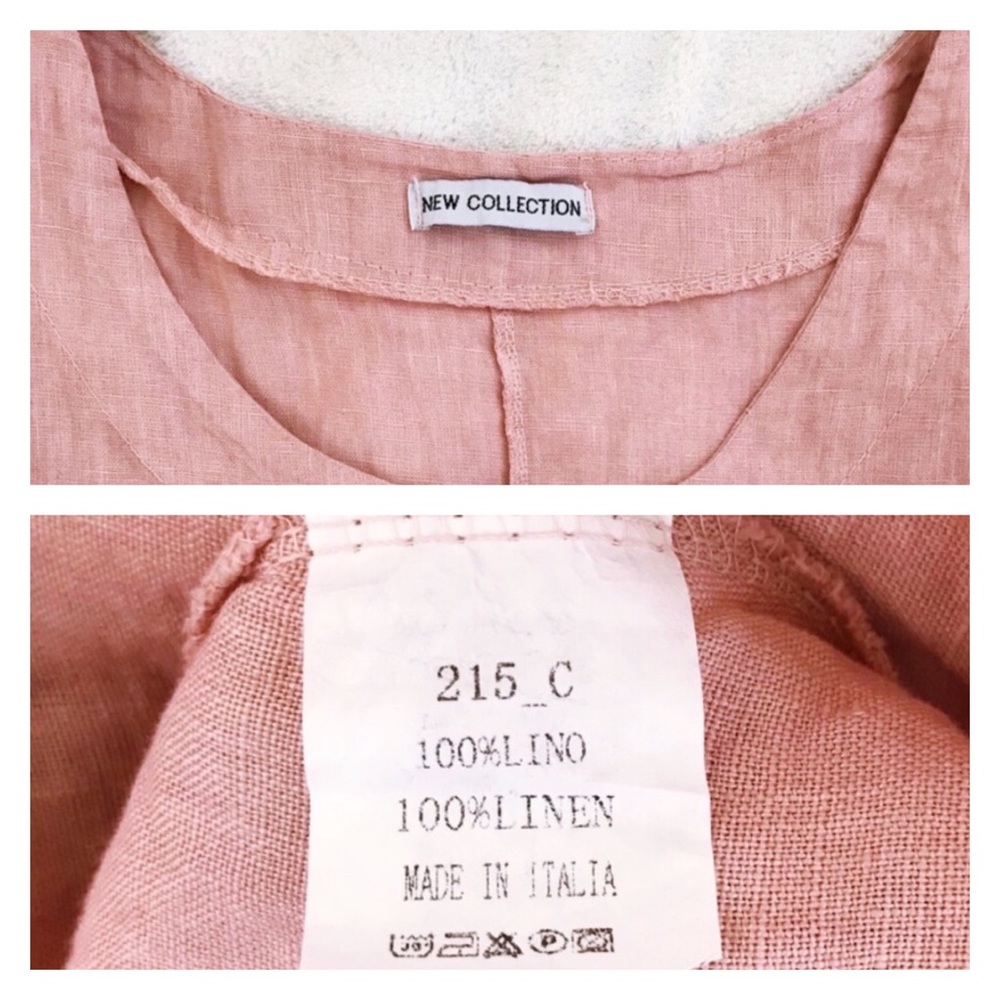 NEW COLLECTION
215_C
100%LINO
100%LINEN
MADE IN ITALIA